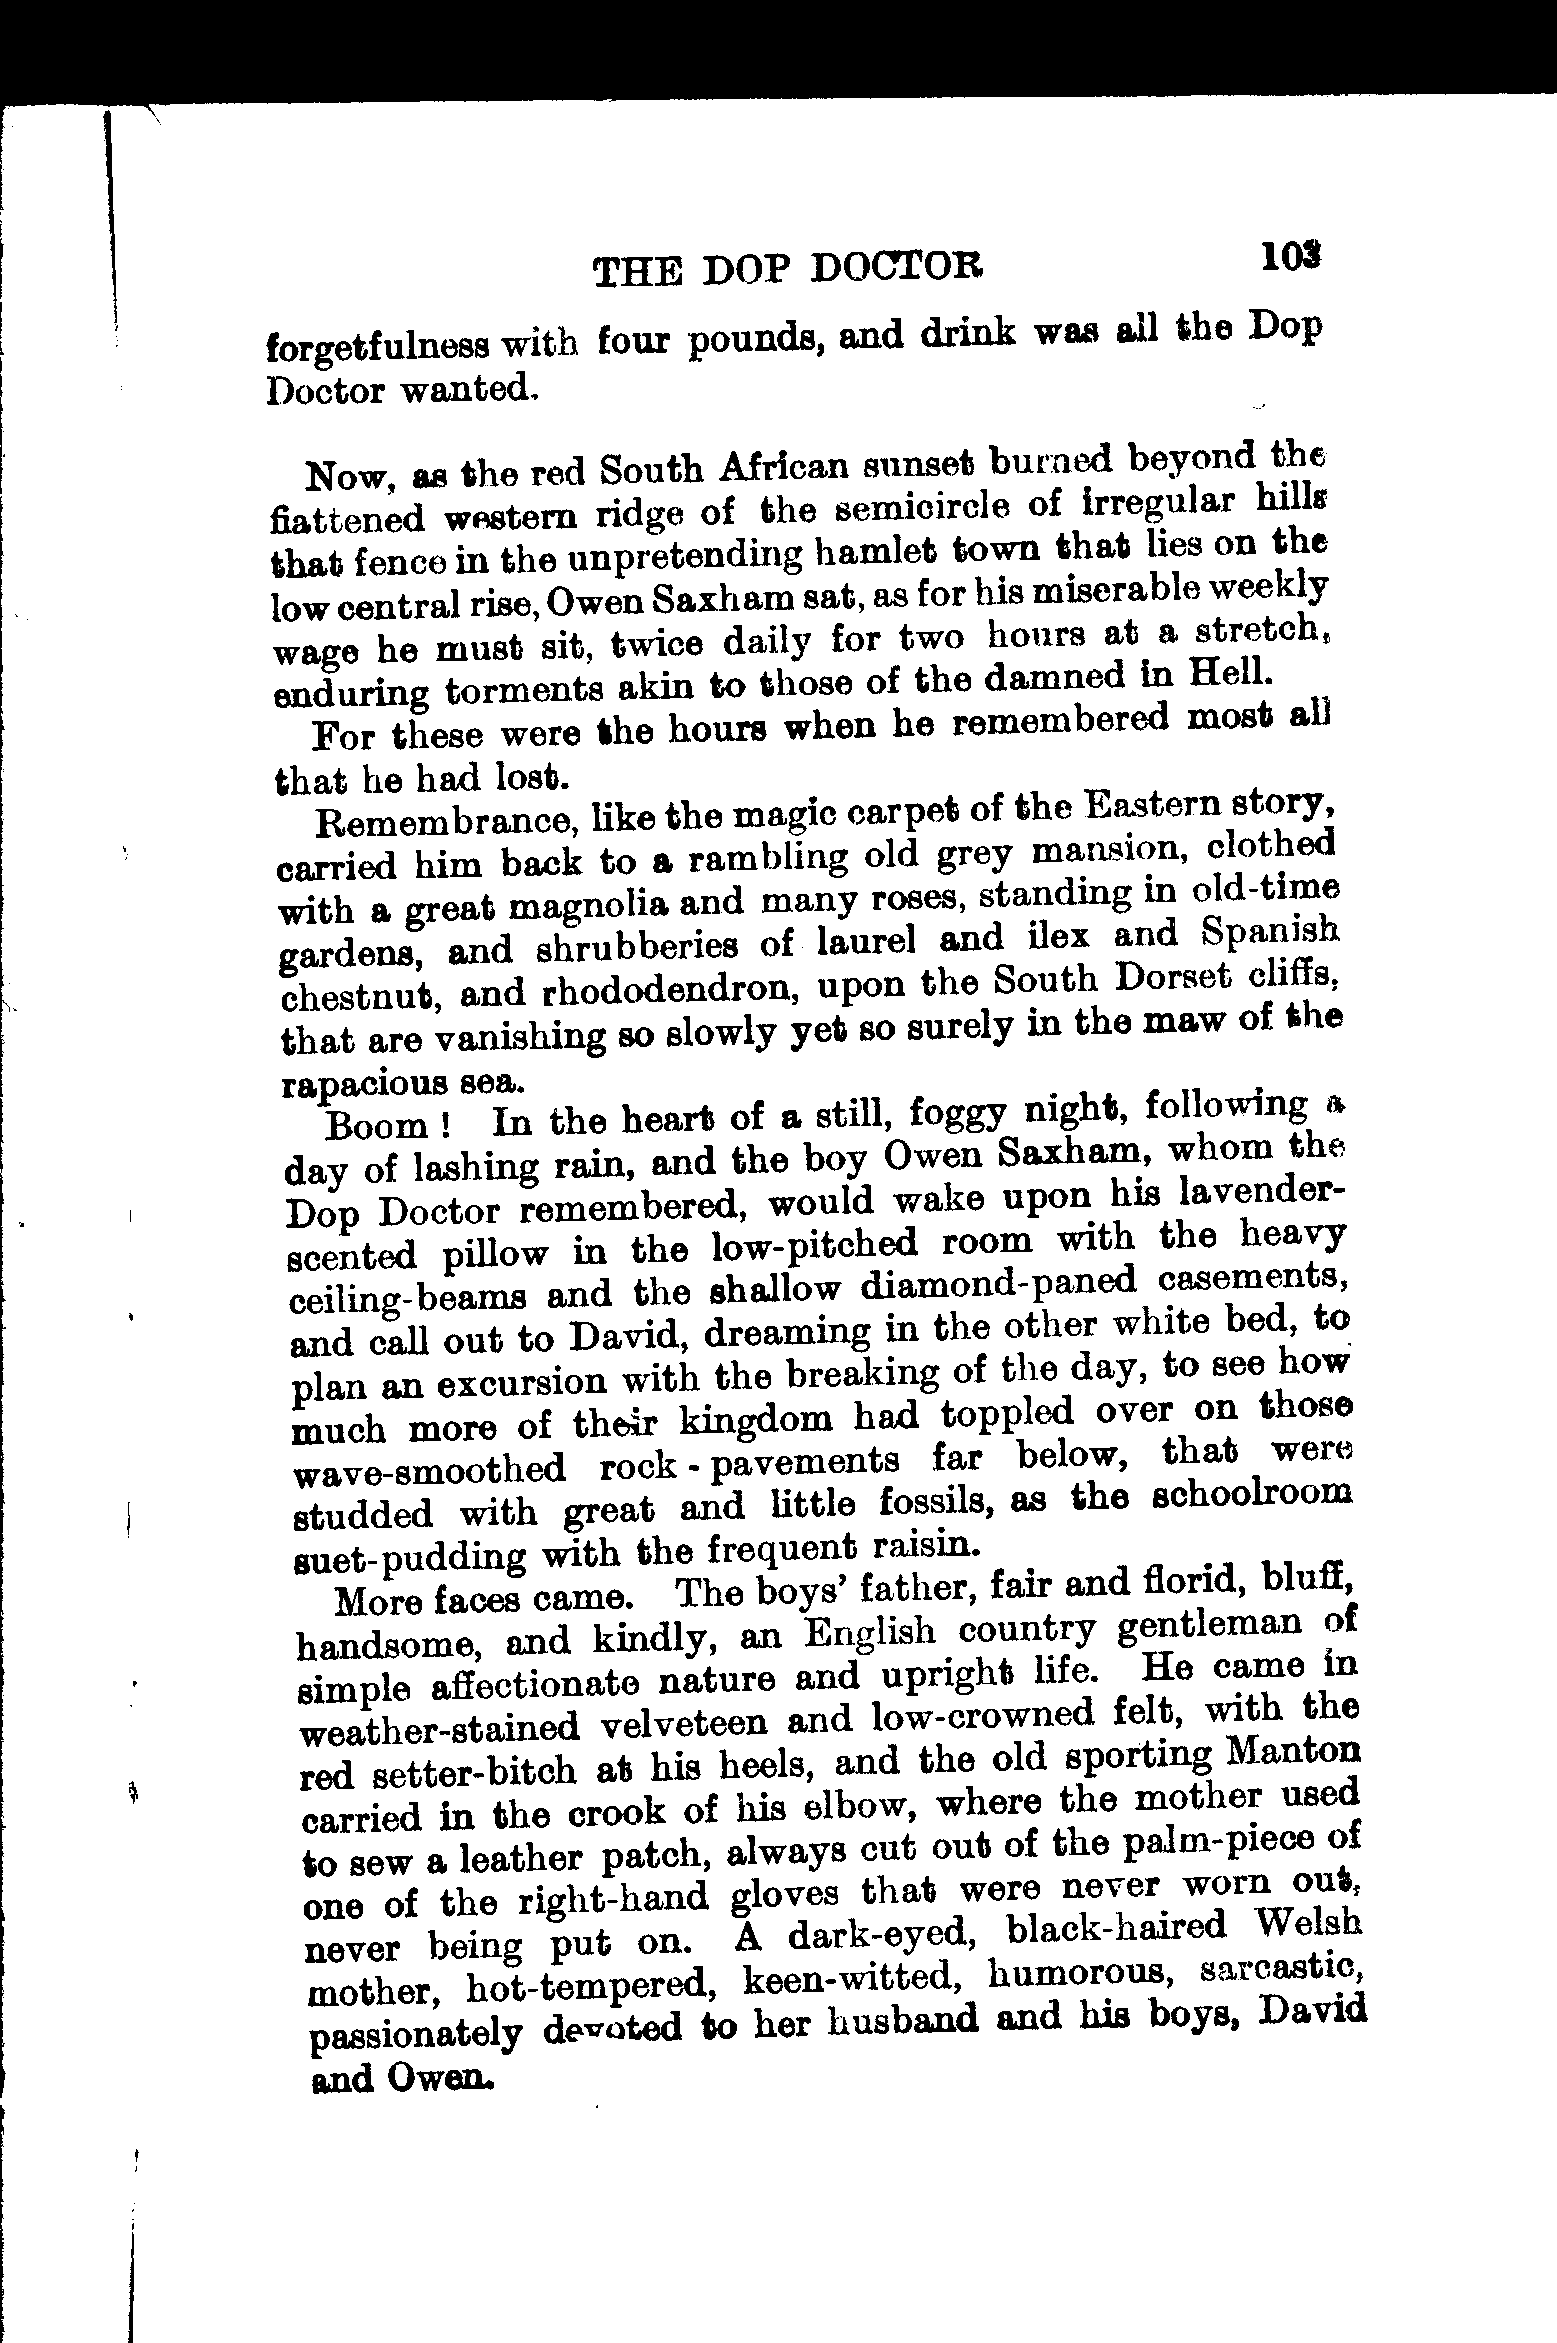 THE DOP DOCTOR 103
forgetfulness with four pounds, and drink was all the Dop
Doctor wanted.
Now, as the red South African sunset burned beyond the
flattened western ridge of the semicircle of irregular hills
that fence in the unpretending hamlet town that lies on the
low central rise, Owen Saxham sat, as for his miserable weekly
wage he must sit, twice daily for two hours at a stretch,
enduring torments akin to those of the damned in Hell.
For these were the hours when he remembered most all
that he had lost.
Remembrance, like the magic carpet of the Eastern story,
carried him back to a rambling old grey mansion, clothed
with a great magnolia and many roses, standing in old-time
gardens, and shrubberies of laurel and ilex and Spanish
chestnut, and rhododendron, upon the South Dorset cliffs,
that are vanishing so slowly yet so surely in the maw of the
rapacious sea.
Boom ! In the heart of a still, foggy night, following a
day of lashing rain, and the boy Owen Saxham, whom the
Dop Doctor remembered, would wake upon his lavender-
scented pillow in the low-pitched room with the heavy
ceiling-beams and the shallow diamond-paned casements,
and call out to David, dreaming in the other white bed, to
plan an excursion with the breaking of the day, to see how
much more of their kingdom had toppled over on those
wave-smoothed rock-pavements far below, that were
studded with great and little fossils, as the schoolroom
suet-pudding with the frequent raisin.
More faces came. The boys' father, fair and florid, bluff,
handsome, and kindly, an English country gentleman of
simple affectionate nature and upright life. He came in
weather-stained velveteen and low-crowned felt, with the
red setter-bitch at his heels, and the old sporting Manton
carried in the crook of his elbow, where the mother used
to sew a leather patch, always cut out of the palm-piece of
one of the right-hand gloves that were never worn out,
never being put on. A dark-eyed, black-haired Welsh
mother, hot-tempered, keen-witted, humorous, sarcastic,
passionately devoted to her husband and his boys, David
and Owen.